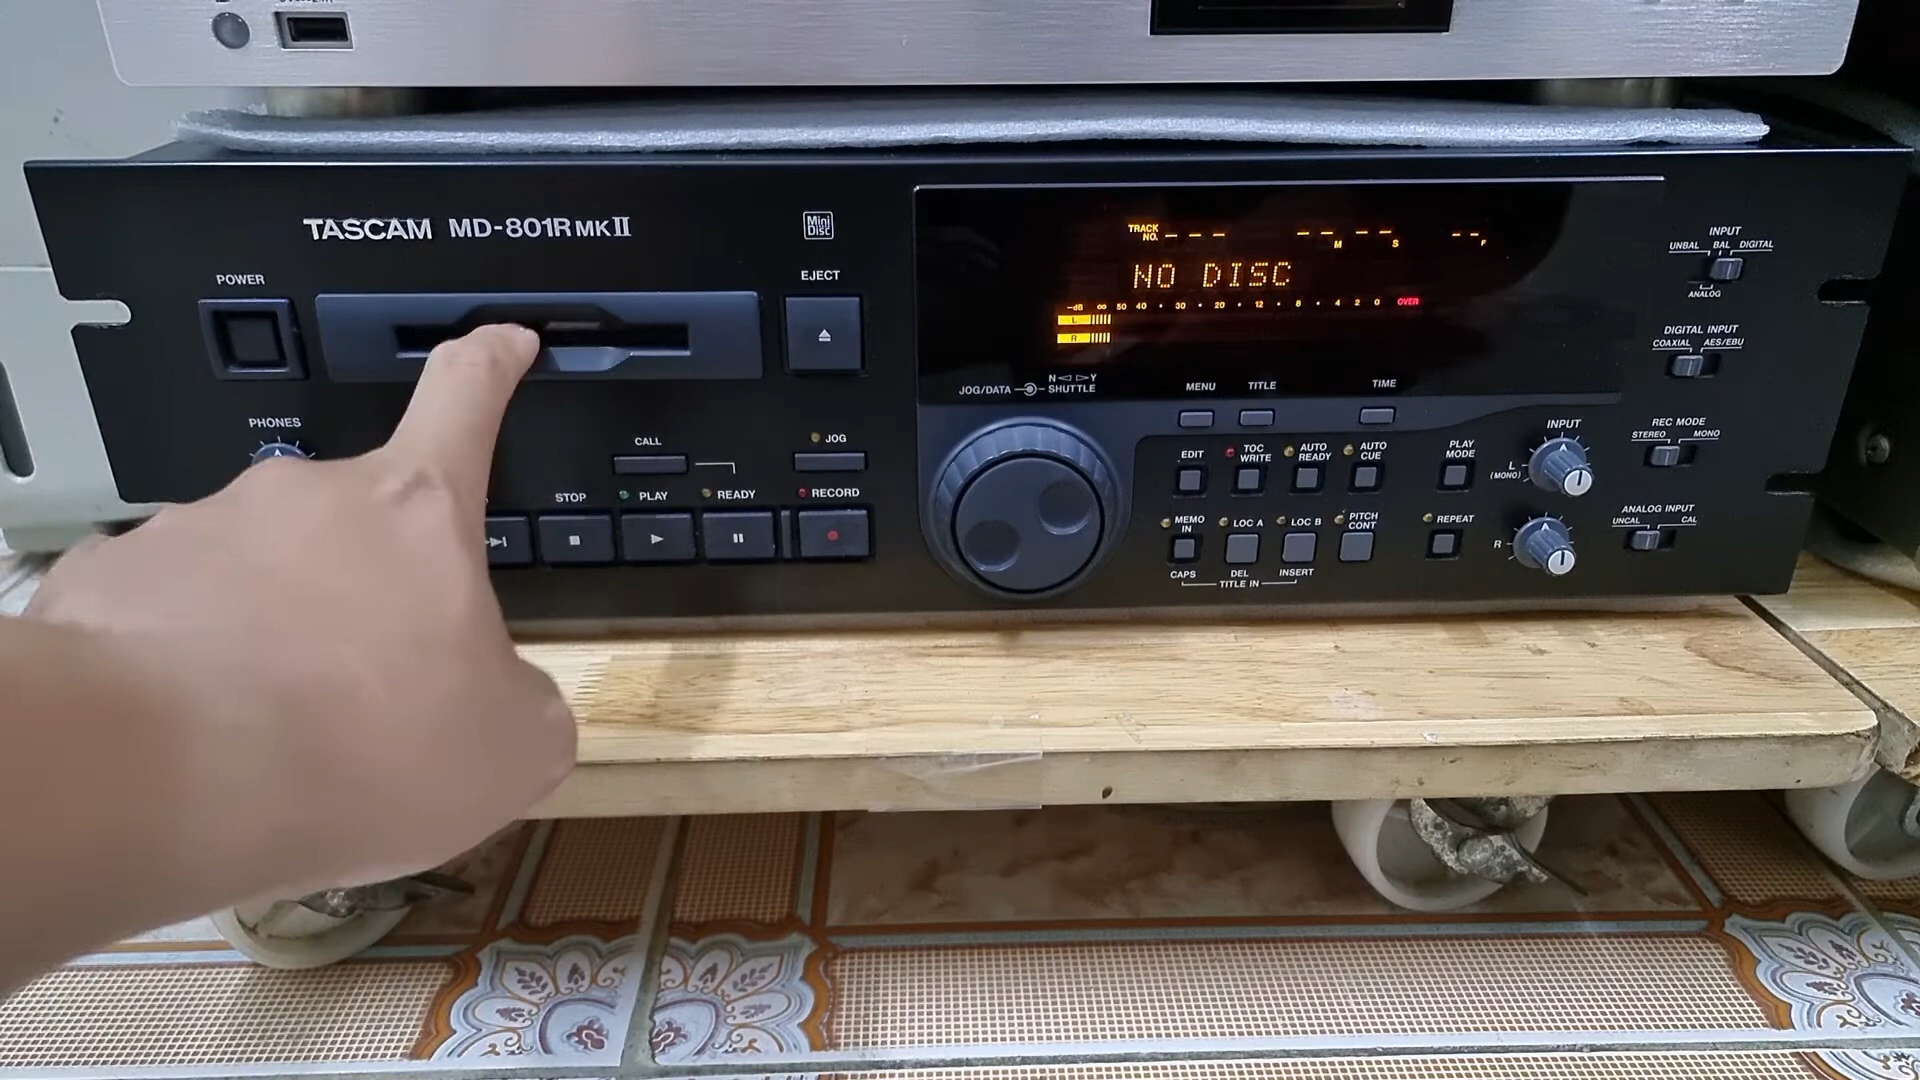 TASCAM MD-801R MKII
Mini Disc
POWER
EJECT
PHONES
CALL
JOG
STOP
PLAY
READY
RECORD
TRACK NO.
M
S
F
NO DISC
-dB ∞ 50 40 · 30 · 20 · 12 · 8 · 4 2 0 OVER
L
R
JOG/DATA
N Y
SHUTTLE
MENU
TITLE
TIME
EDIT
TOC WRITE
AUTO READY
AUTO CUE
PLAY MODE
MEMO IN
LOC A
LOC B
PITCH CONT
REPEAT
CAPS
DEL
INSERT
TITLE IN
INPUT
L
(MONO)
R
INPUT
UNBAL BAL DIGITAL
ANALOG
DIGITAL INPUT
COAXIAL AES/EBU
REC MODE
STEREO MONO
ANALOG INPUT
UNCAL CAL